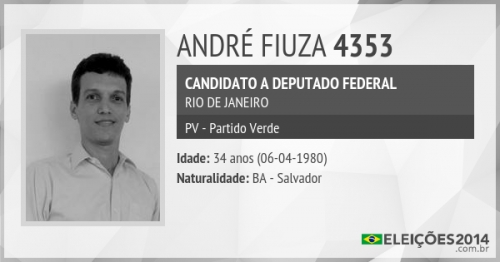 ANDRÉ FIUZA 4353
CANDIDATO A DEPUTADO FEDERAL
RIO DE JANEIRO
PV - Partido Verde
Idade: 34 anos (06-04-1980)
Naturalidade: BA - Salvador
ELEIÇÕES2014
.com.br